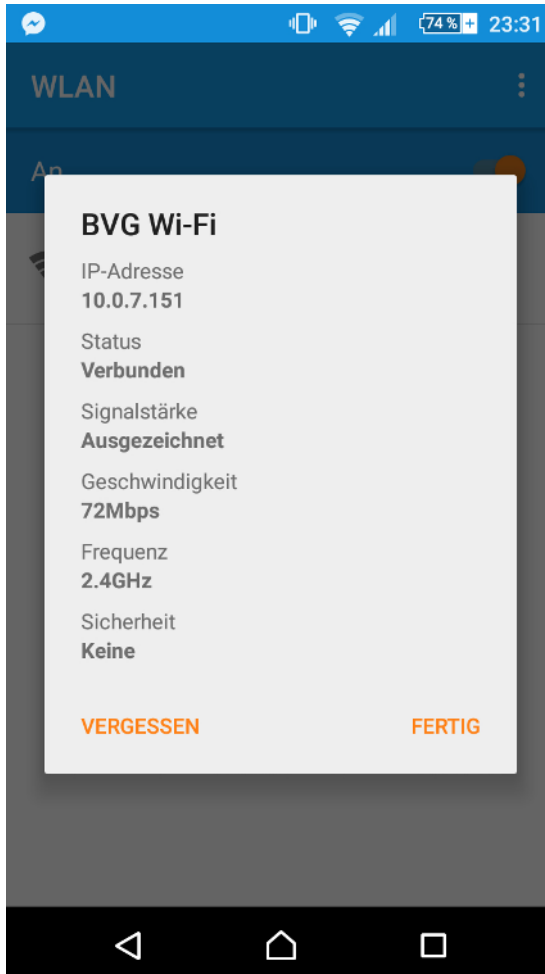 74 % 23:31
WLAN
An
BVG Wi-Fi
IP-Adresse
10.0.7.151
Status
Verbunden
Signalstärke
Ausgezeichnet
Geschwindigkeit
72Mbps
Frequenz
2.4GHz
Sicherheit
Keine
VERGESSEN FERTIG